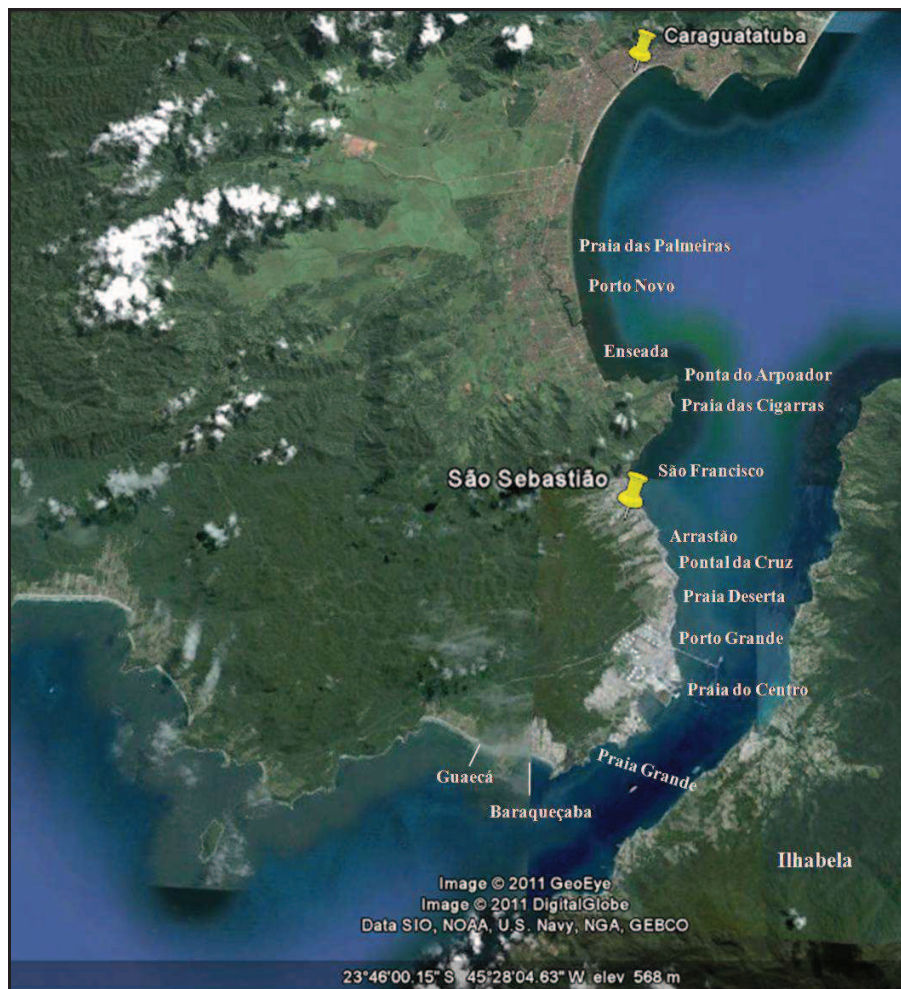 Caraguatatuba
Praia das Palmeiras
Porto Novo
Enseada
Ponta do Arpoador
Praia das Cigarras
São Francisco
São Sebastião
Arrastão
Pontal da Cruz
Praia Deserta
Porto Grande
Praia do Centro
Praia Grande
Guaecá
Baraqueçaba
Ilhabela
Image © 2011 GeoEye
Image © 2011 DigitalGlobe
Data SIO, NOAA, U.S. Navy, NGA, GEBCO
23°46'00.15" S 45°28'04.63" W elev 568 m